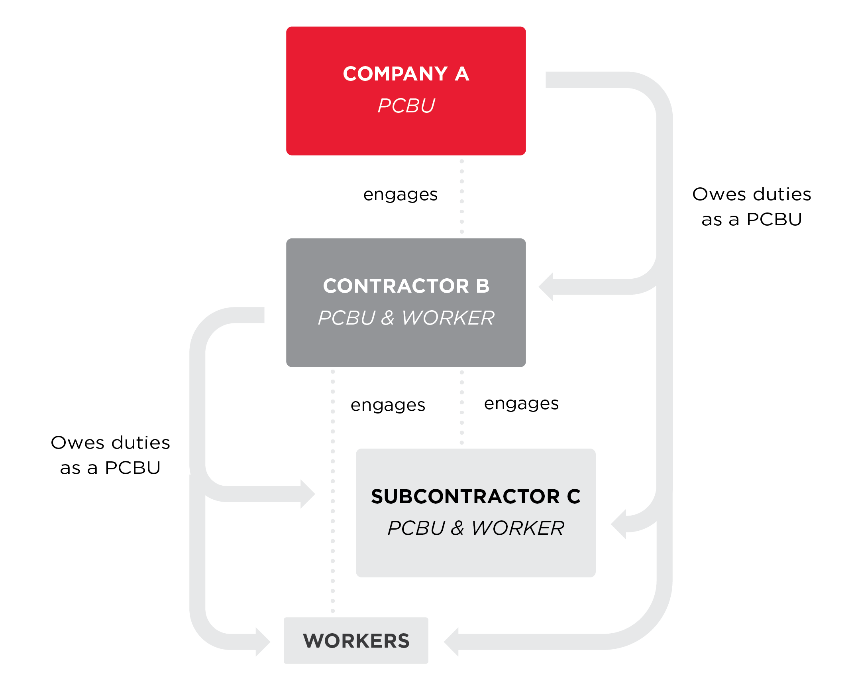 COMPANY A
PCBU
engages
Owes duties
as a PCBU
CONTRACTOR B
PCBU & WORKER
engages
engages
Owes duties
as a PCBU
SUBCONTRACTOR C
PCBU & WORKER
WORKERS